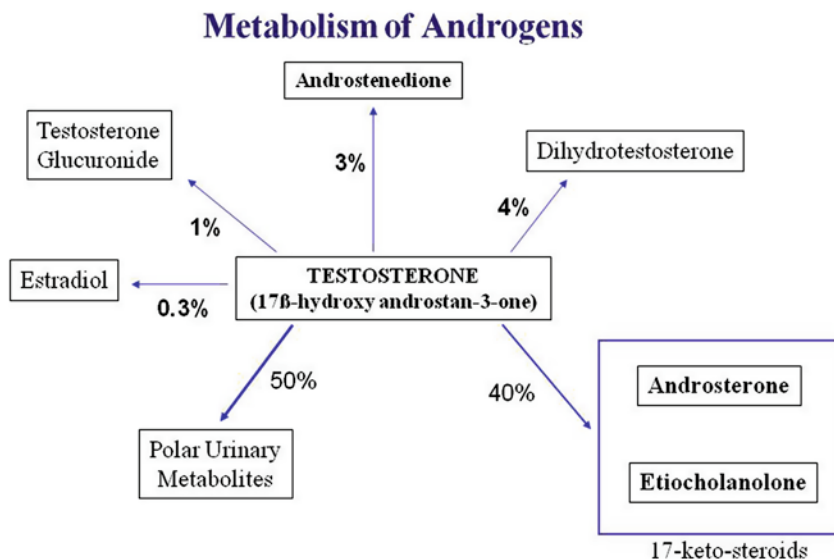 Metabolism of Androgens
Androstenedione
Testosterone
Glucuronide
Dihydrotestosterone
3%
4%
1%
Estradiol
TESTOSTERONE
(17ß-hydroxy androstan-3-one)
0.3%
50%
40%
Androsterone
Polar Urinary
Metabolites
Etiocholanolone
17-keto-steroids